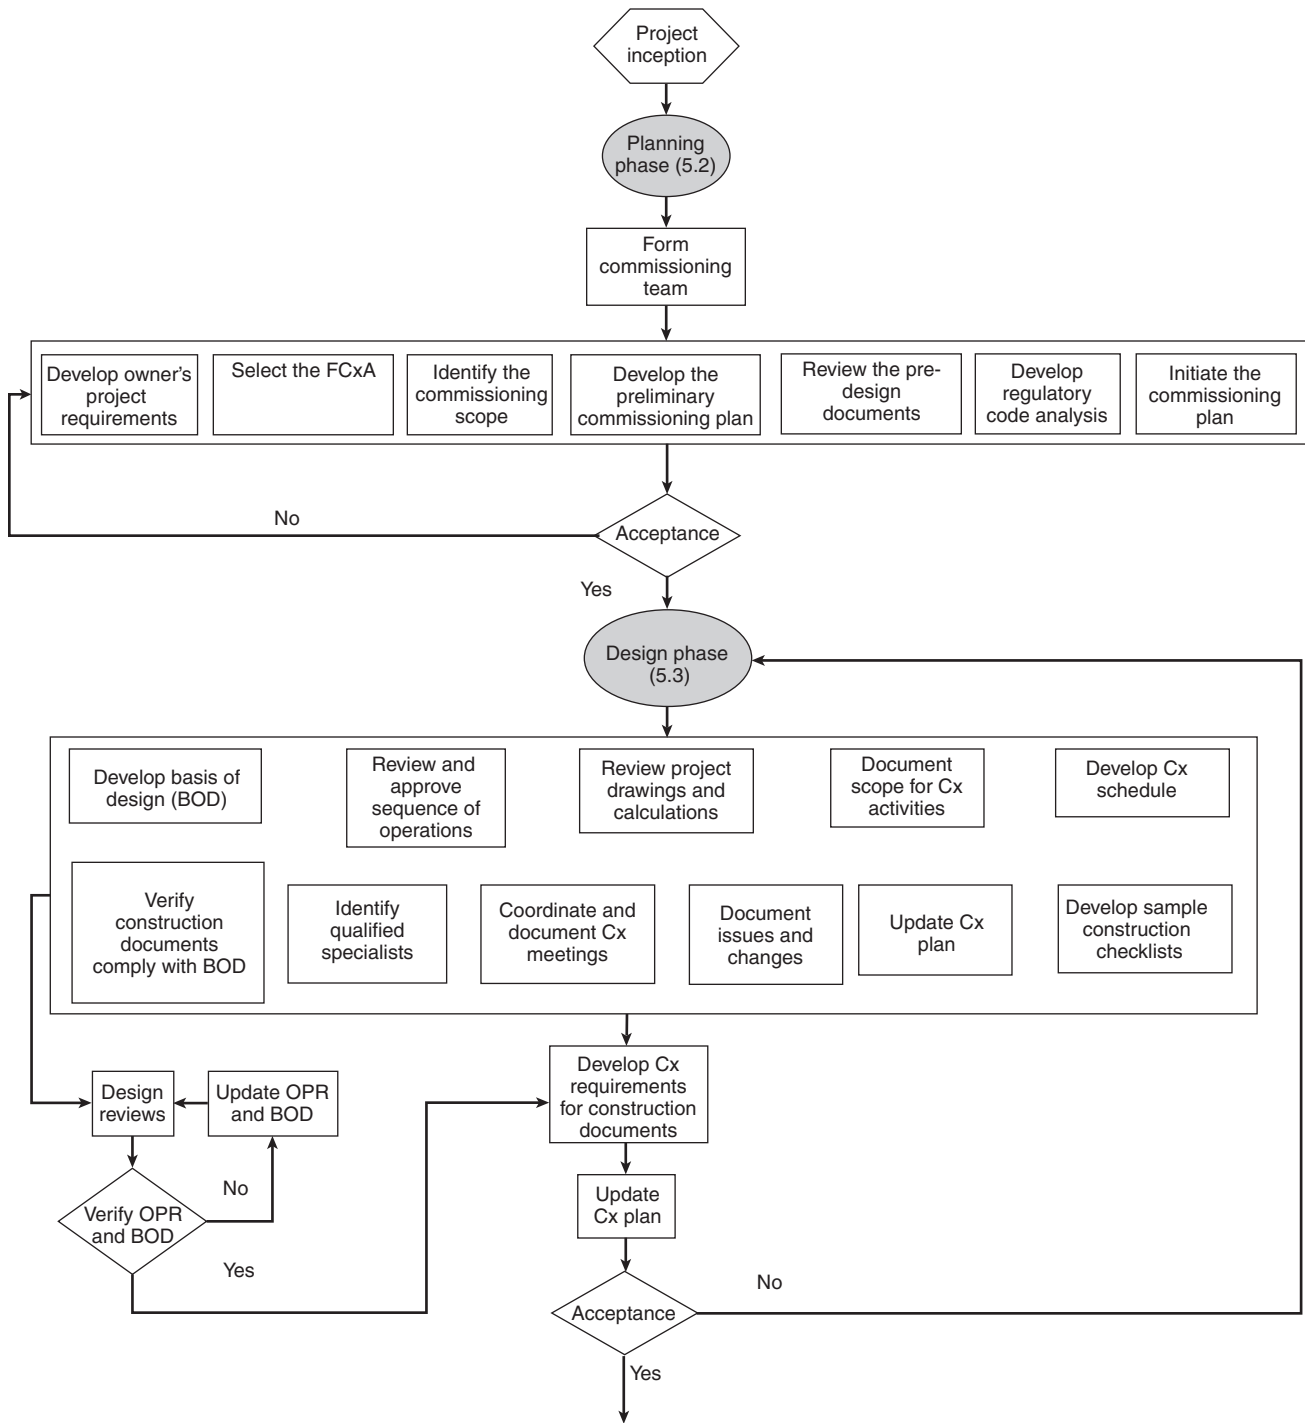 Project
inception
Planning
phase (5.2)
Form
commissioning
team
Develop owner's
project
requirements
Select the FCxA
Identify the
commissioning
scope
Develop the
preliminary
commissioning plan
Review the pre-
design
documents
Develop
regulatory
code analysis
Initiate the
commissioning
plan
No
Acceptance
Yes
Design phase
(5.3)
Develop basis of
design (BOD)
Review and
approve
sequence of
operations
Review project
drawings and
calculations
Document
scope for Cx
activities
Develop Cx
schedule
Verify
construction
documents
comply with BOD
Identify
qualified
specialists
Coordinate and
document Cx
meetings
Document
issues and
changes
Update Cx
plan
Develop sample
construction
checklists
Design
reviews
Update OPR
and BOD
Develop Cx
requirements
for construction
documents
No
Verify OPR
and BOD
Yes
Update
Cx plan
No
Acceptance
Yes